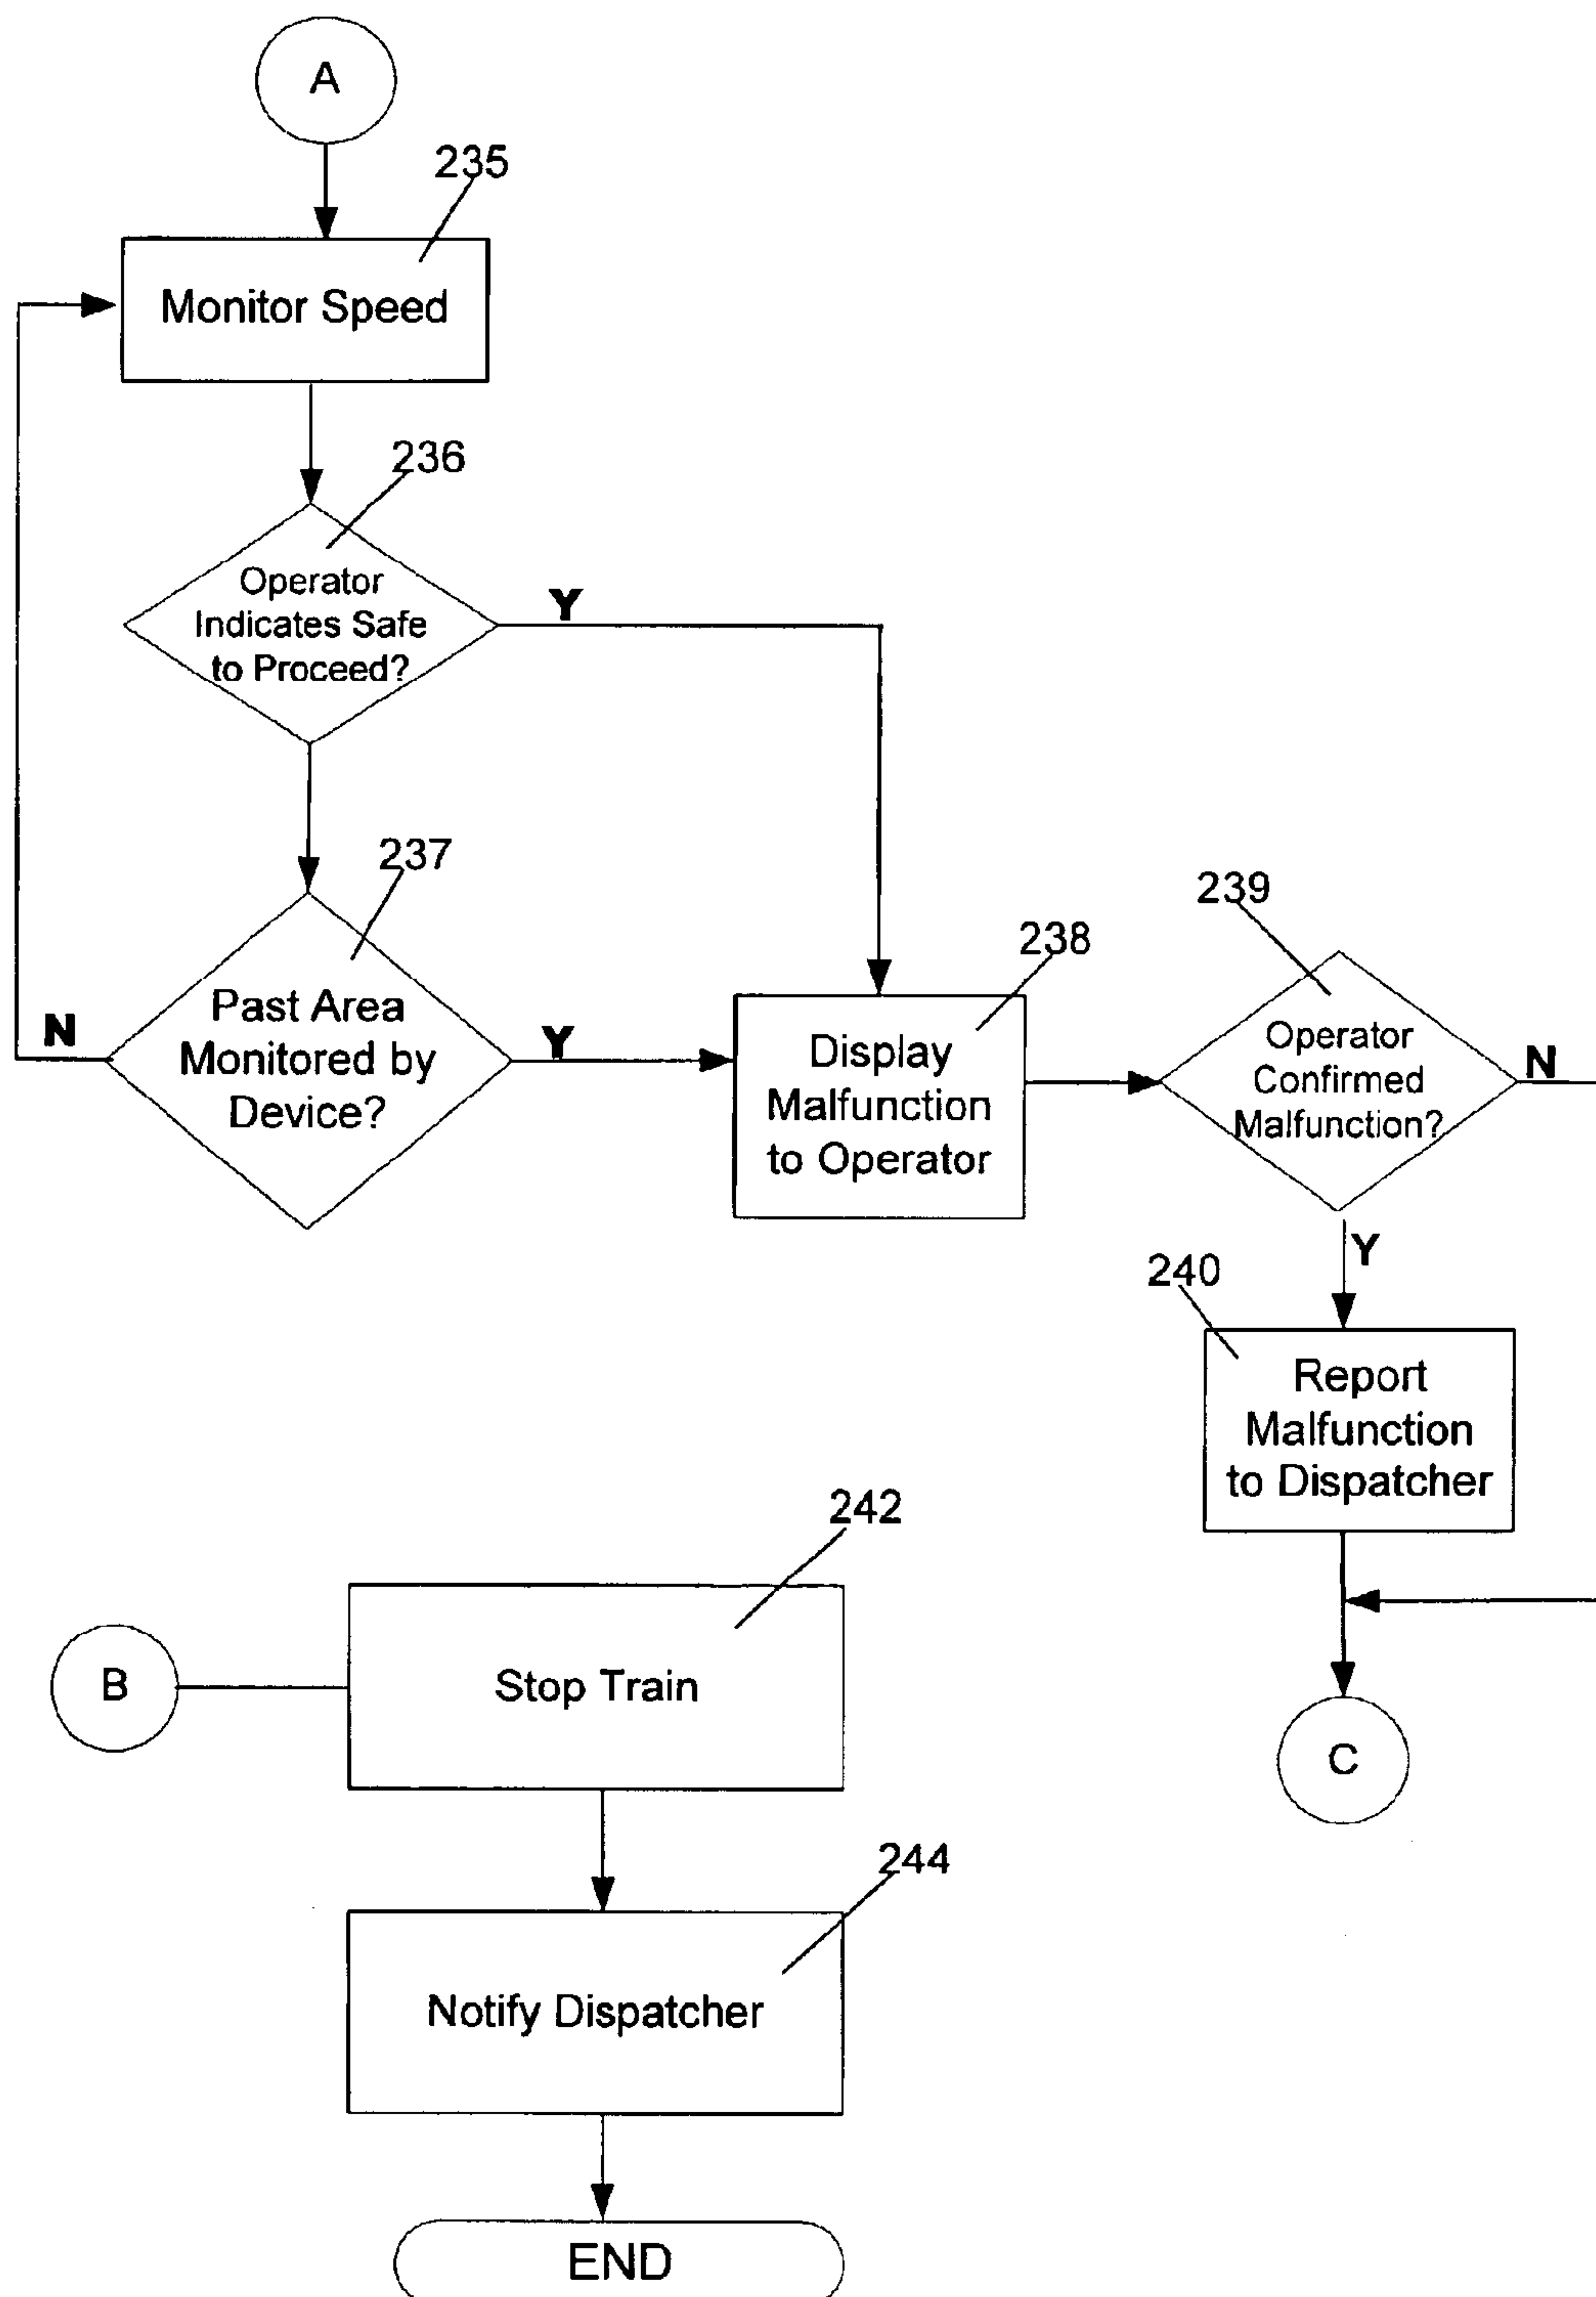 A
235
Monitor Speed
236
Operator
Indicates Safe
to Proceed?
Y
237
Past Area
Monitored by
Device?
N
Y
238
Display
Malfunction
to Operator
239
Operator
Confirmed
Malfunction?
N
Y
240
Report
Malfunction
to Dispatcher
C
B
242
Stop Train
244
Notify Dispatcher
END